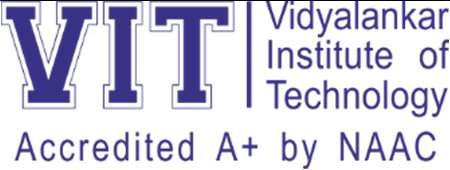 VIT
Vidyalankar
Institute of
Technology
Accredited A+ by NAAC